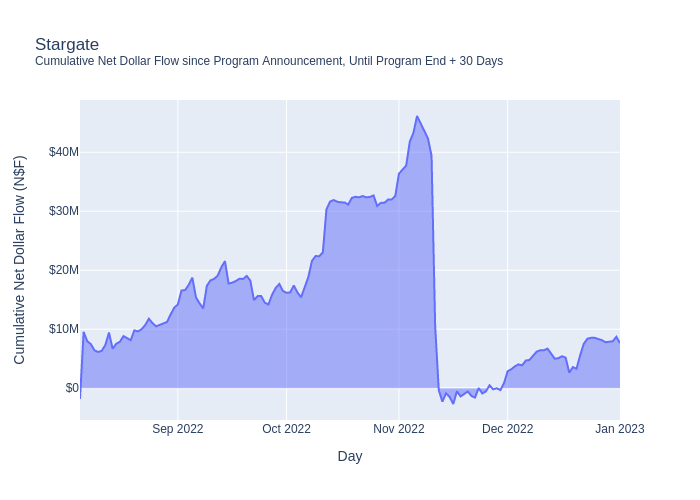 Stargate
Cumulative Net Dollar Flow since Program Announcement, Until Program End + 30 Days
Cumulative Net Dollar Flow (N$F)
$40M
$30M
$20M
$10M
$0
Sep 2022
Oct 2022
Nov 2022
Dec 2022
Jan 2023
Day